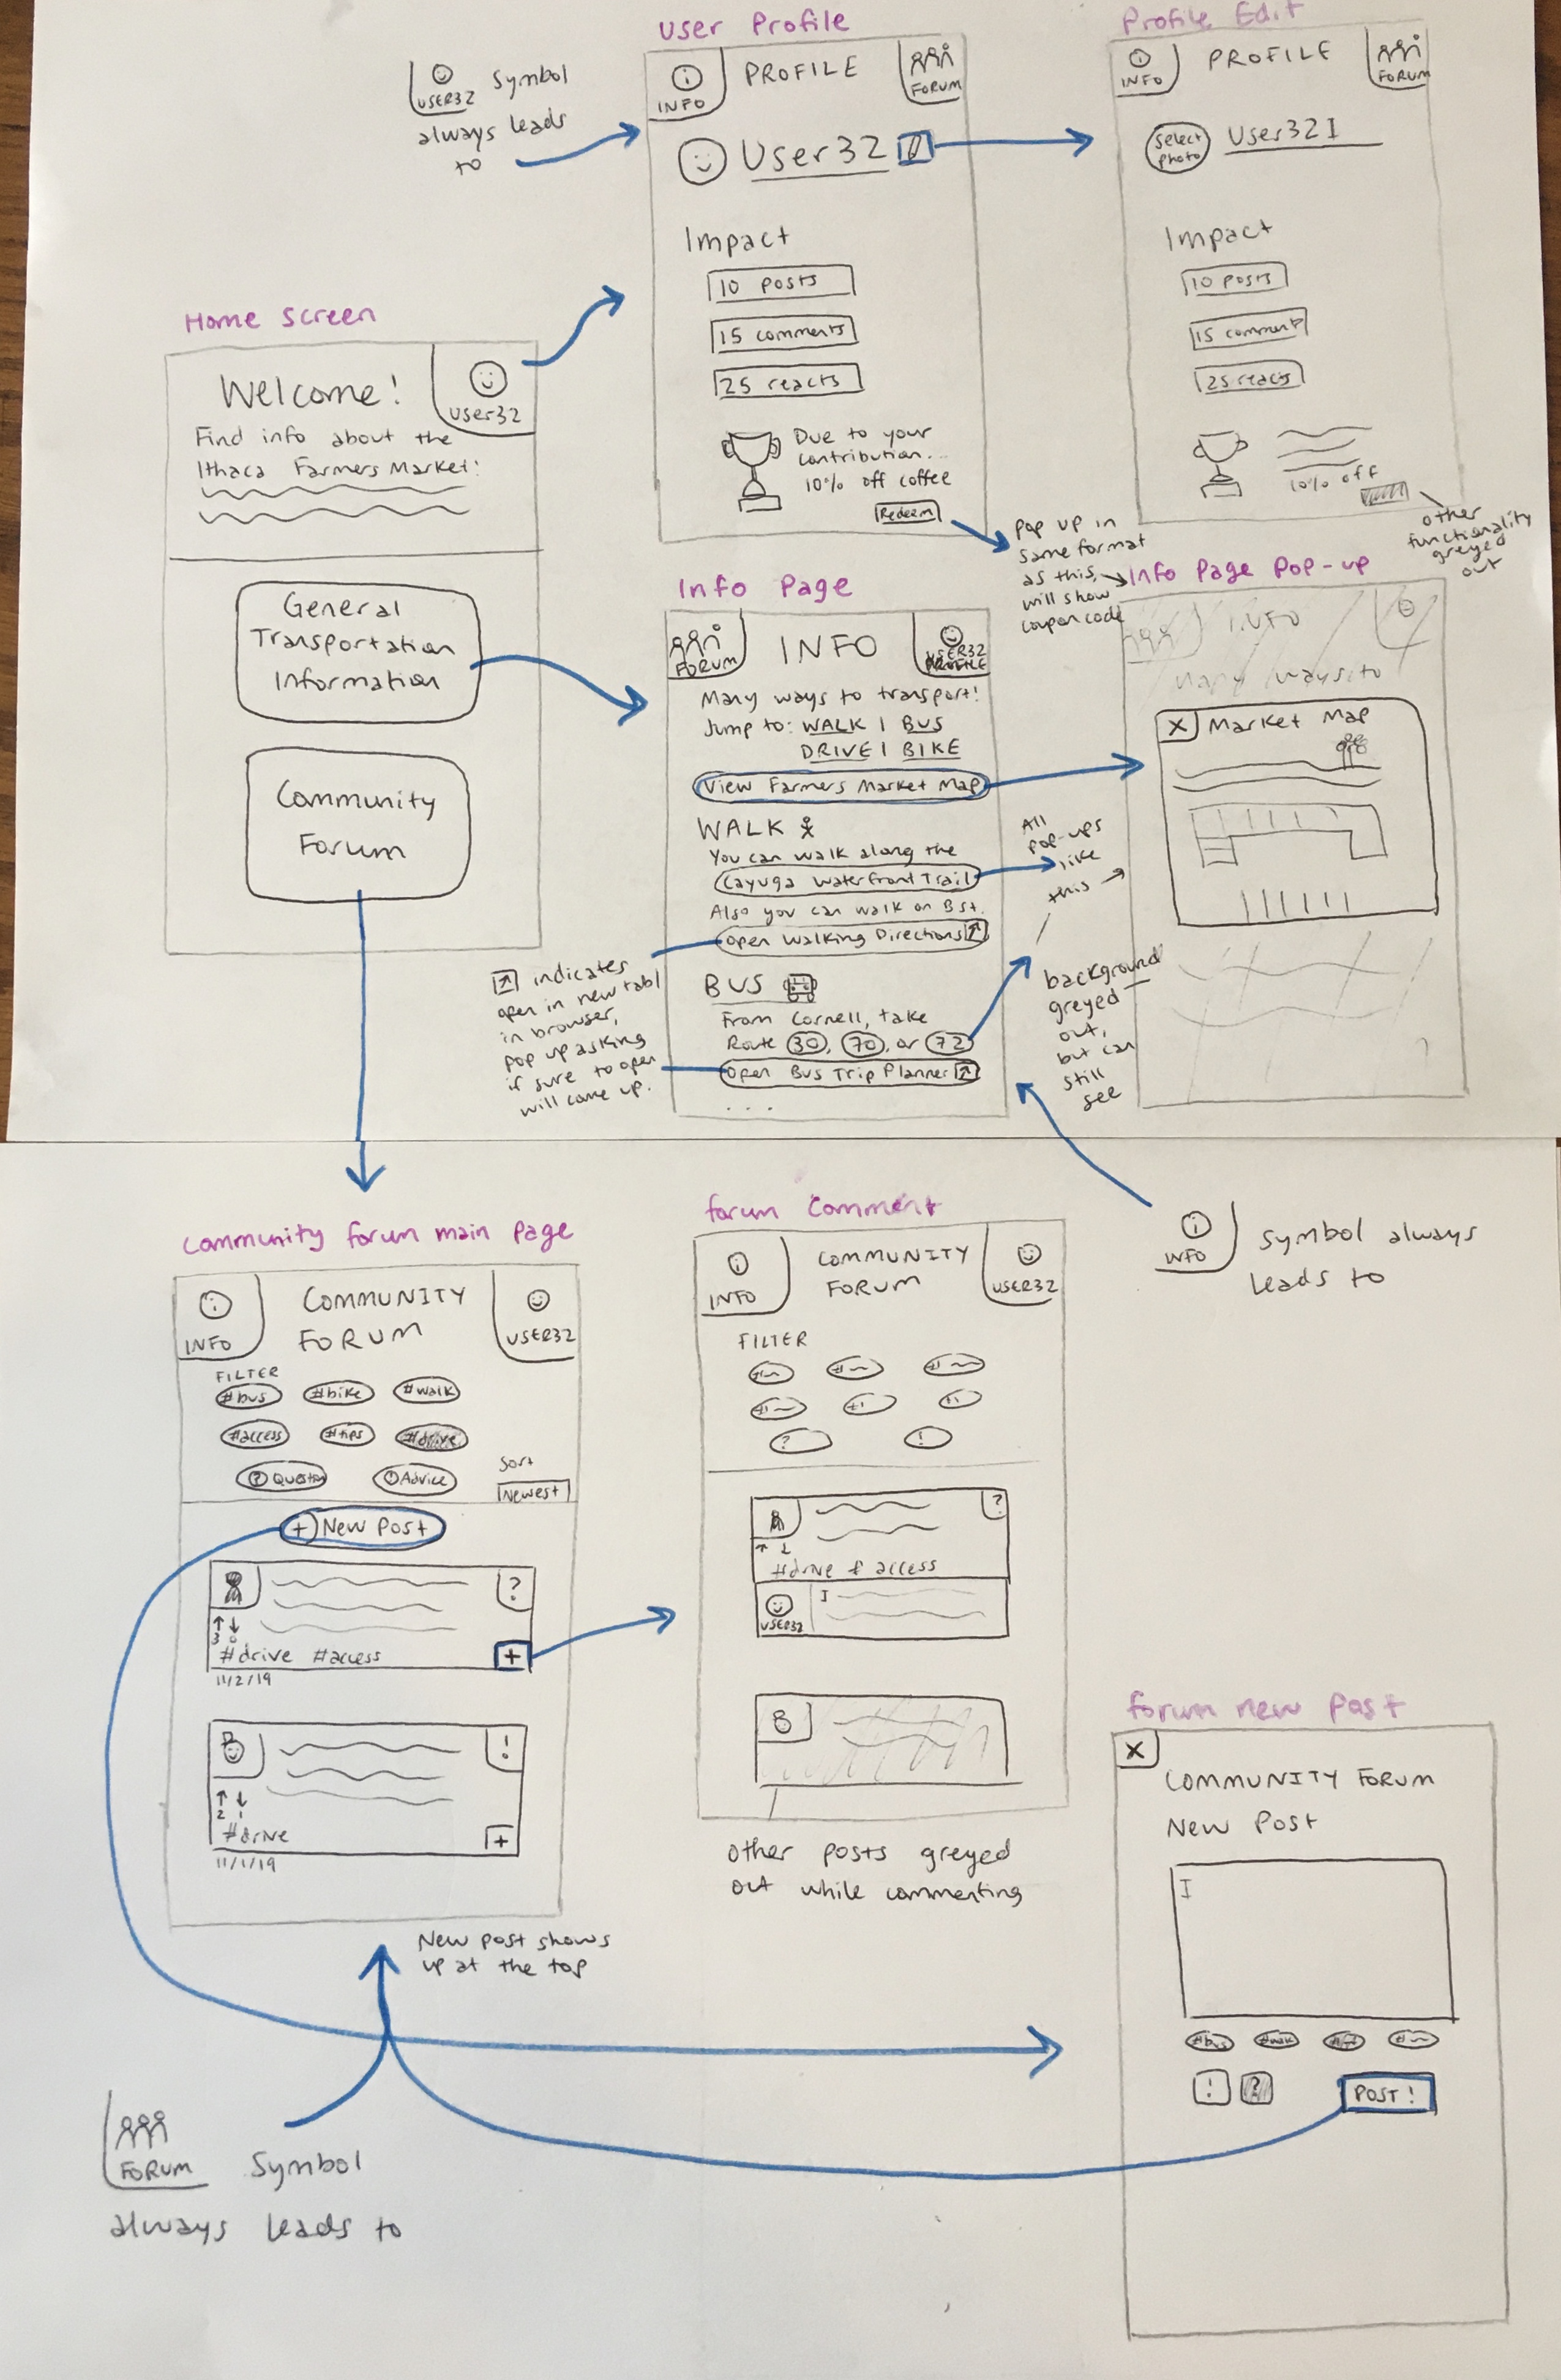 User Profile
USER32
Symbol
always leads
to
INFO
PROFILE
FORUM
User32
Impact
10 posts
15 comments
25 reacts
Due to your
contribution...
10% off coffee
Redeem
Profile Edit
INFO
PROFILE
FORUM
Select
photo
User32I
Impact
10 posts
15 comment
25 reacts
10% off
other
functionality
greyed
out
Pop up in
same format
as this,
will show
coupon code
Home Screen
Welcome!
User32
Find info about the
Ithaca Farmers Market!
General
Transportation
Information
Community
Forum
Info Page
FORUM
INFO
USER32
PROFILE
Many ways to transport!
Jump to: WALK | BUS
DRIVE | BIKE
View Farmers Market Map
WALK
You can walk along the
Cayuga Waterfront Trail
Also you can walk on B st.
Open Walking Directions
BUS
From Cornell, take
Route 30, 70, or 72
Open Bus Trip Planner
...
indicates
open in new tab
in browser,
pop up asking
if sure to open
will come up.
Info Page Pop-up
INFO
Many ways to
X Market Map
All
pop-ups
like
this
background
greyed
out,
but can
still
see
INFO
Symbol always
leads to
Community forum main page
INFO
COMMUNITY
FORUM
USER32
FILTER
#bus #bike #walk
#access #tips #drive
? Question ! Advice
Sort
Newest
+ New Post
?
3 0
#drive #access
+
11/2/19
!
2 1
#drive
+
11/1/19
New post shows
up at the top
forum Comment
INFO
COMMUNITY
FORUM
USER32
FILTER
? !
?
#drive # access
USER32
I
other posts greyed
out while commenting
forum new post
X
COMMUNITY FORUM
New Post
I
#bus #walk
! ?
POST!
FORUM
Symbol
always leads to